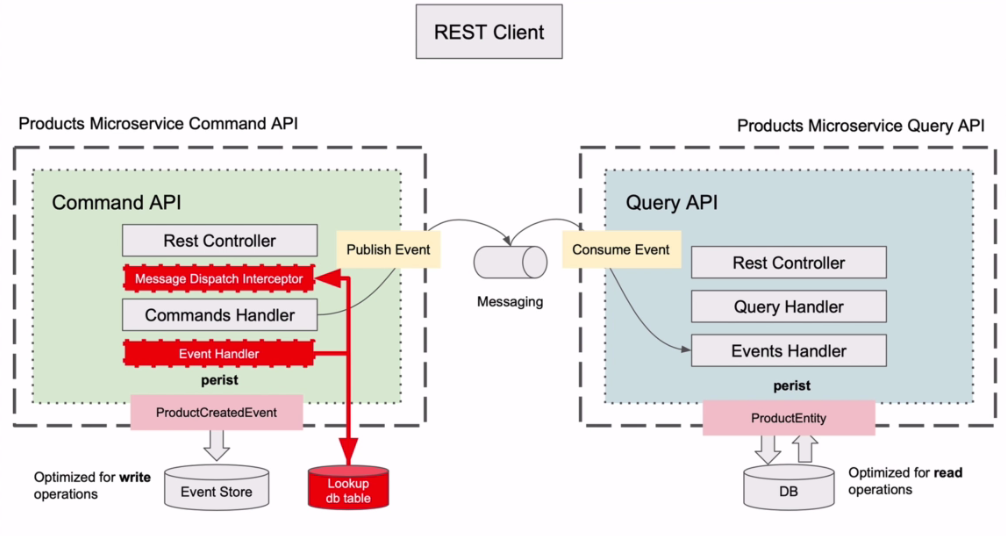 REST Client
Products Microservice Command API
Products Microservice Query API
Command API
Rest Controller
Message Dispatch Interceptor
Commands Handler
Event Handler
perist
ProductCreatedEvent
Optimized for write
operations
Event Store
Lookup
db table
Publish Event
Messaging
Consume Event
Query API
Rest Controller
Query Handler
Events Handler
perist
ProductEntity
DB
Optimized for read
operations